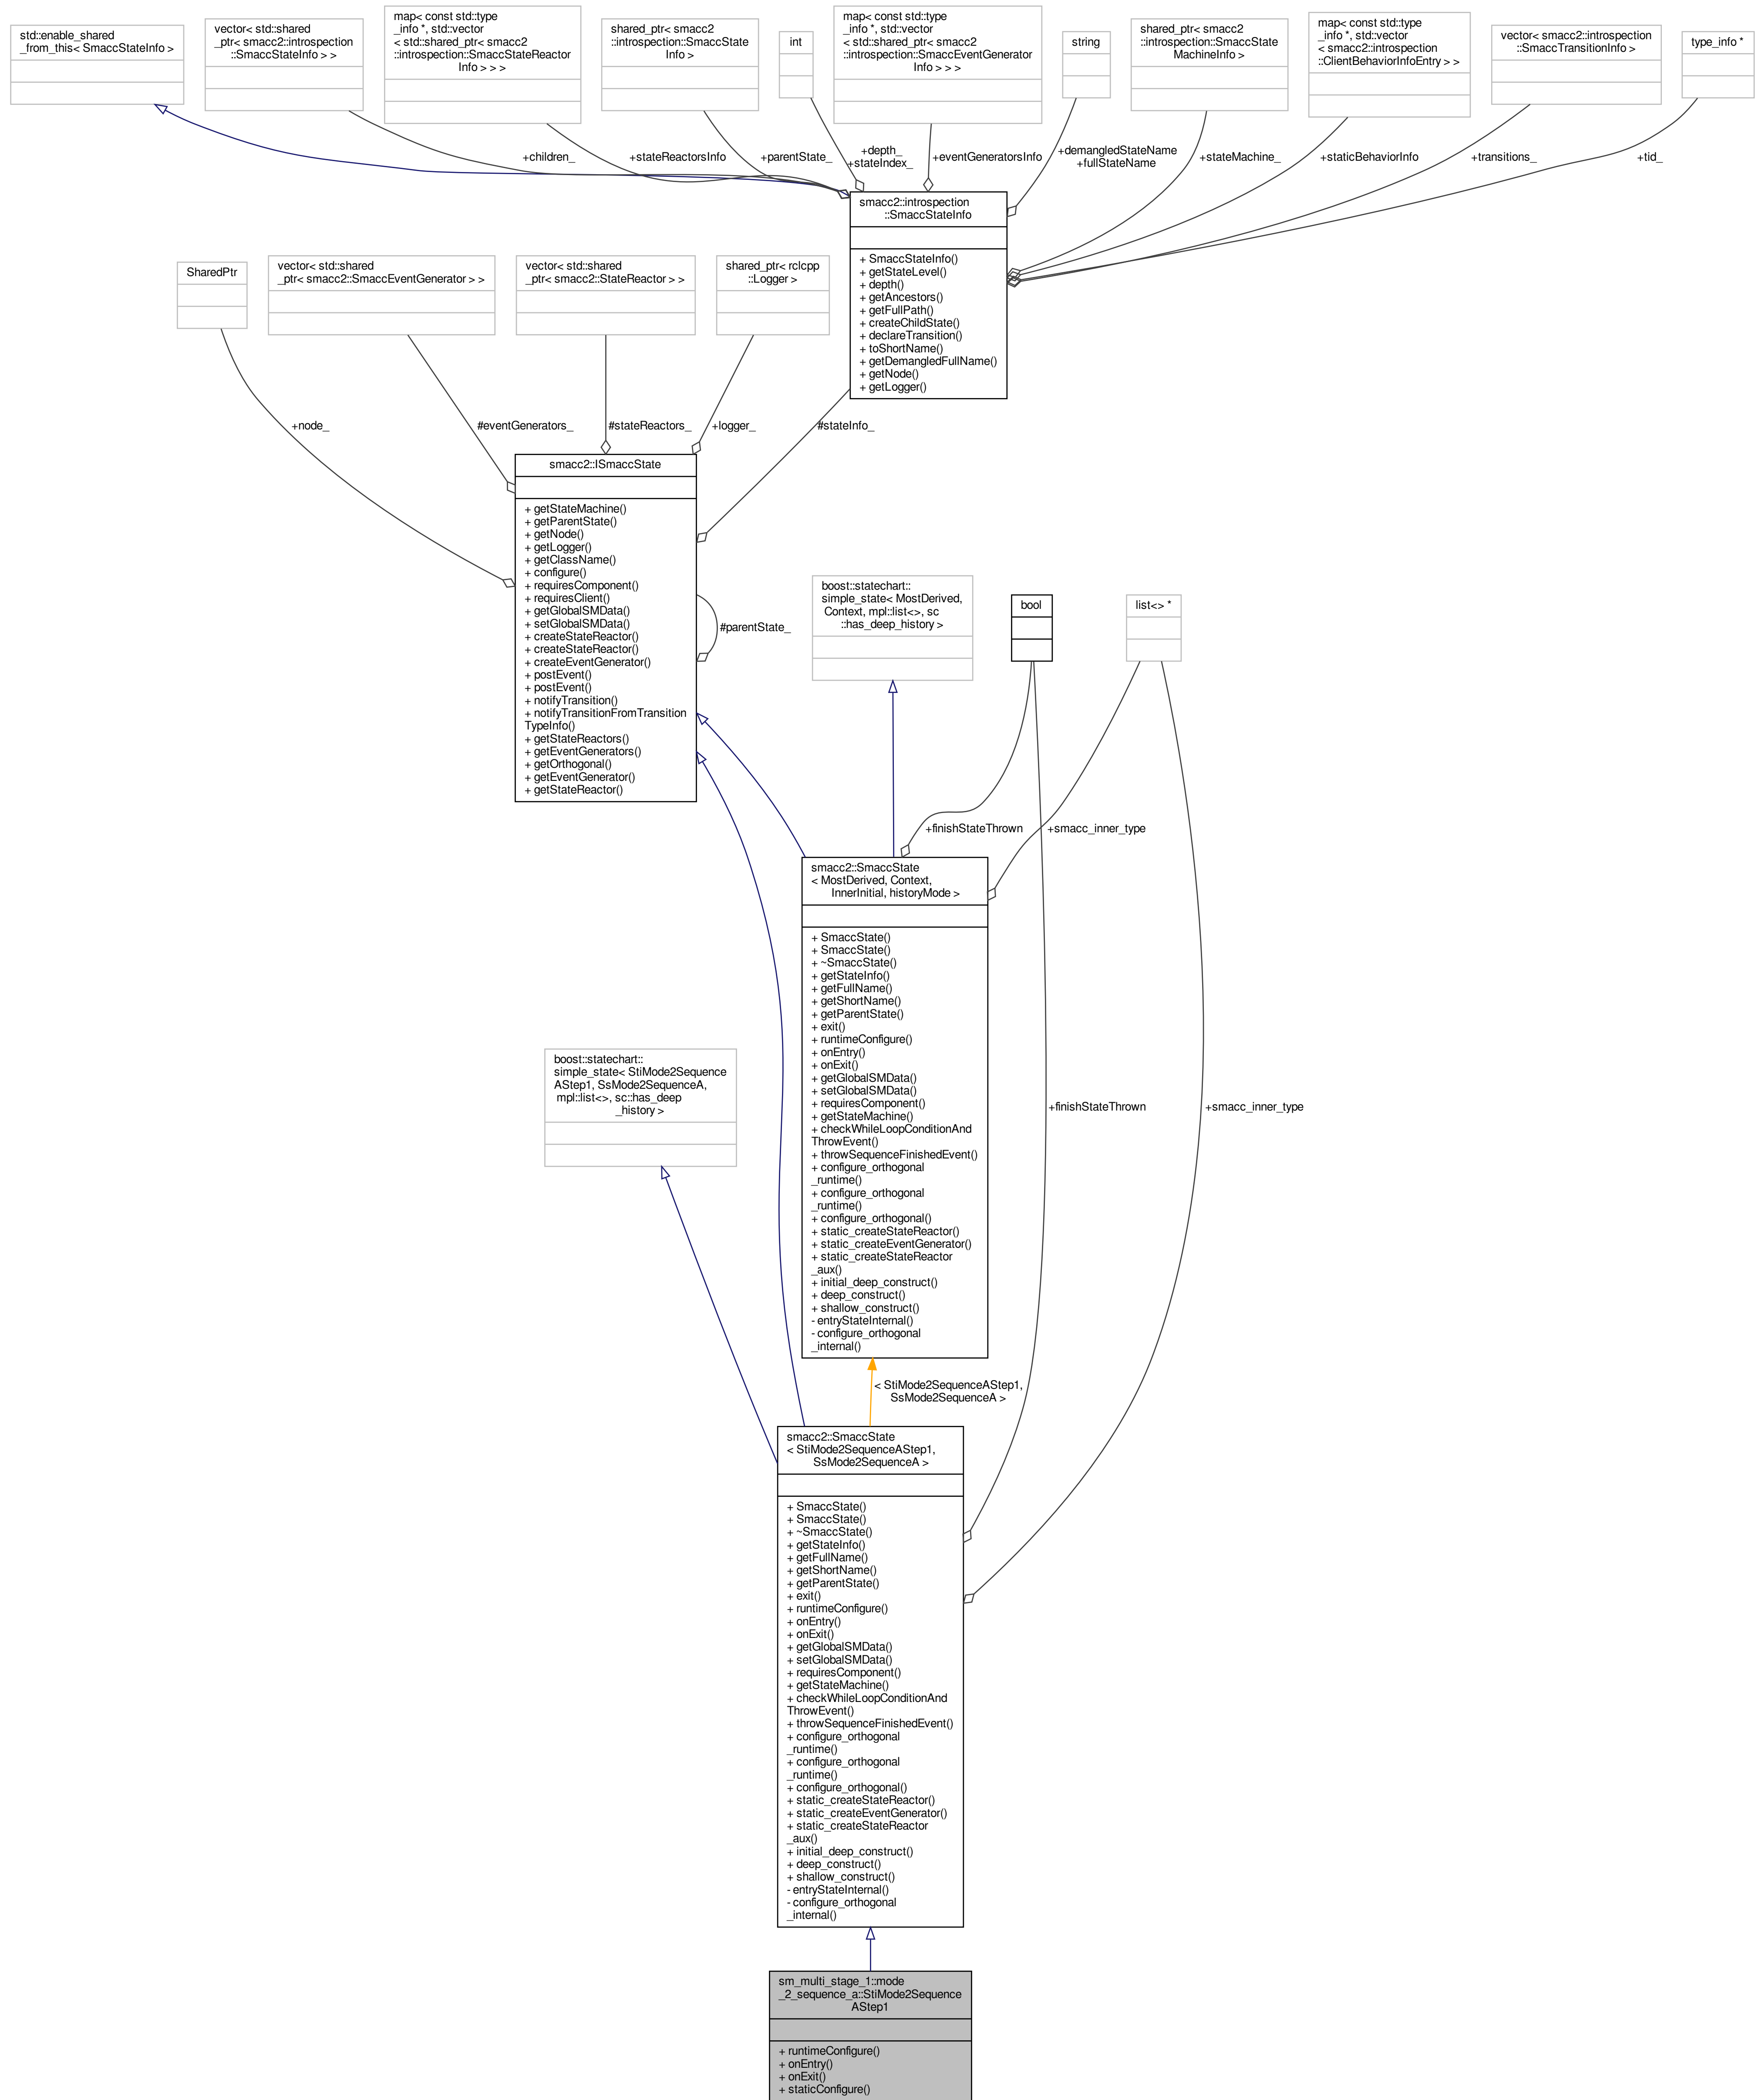 std::enable_shared
_from_this< SmaccStateInfo >
vector< std::shared
_ptr< smacc2::introspection
::SmaccStateInfo > >
map< const std::type
_info *, std::vector
< std::shared_ptr< smacc2
::introspection::SmaccStateReactor
Info > > >
shared_ptr< smacc2
::introspection::SmaccState
Info >
int
map< const std::type
_info *, std::vector
< std::shared_ptr< smacc2
::introspection::SmaccEventGenerator
Info > > >
string
shared_ptr< smacc2
::introspection::SmaccState
MachineInfo >
map< const std::type
_info *, std::vector
< smacc2::introspection
::ClientBehaviorInfoEntry > >
vector< smacc2::introspection
::SmaccTransitionInfo >
type_info *
+children_
+stateReactorsInfo
+parentState_
+depth_
+stateIndex_
+eventGeneratorsInfo
+demangledStateName
+fullStateName
+stateMachine_
+staticBehaviorInfo
+transitions_
+tid_
smacc2::introspection
::SmaccStateInfo
+ SmaccStateInfo()
+ getStateLevel()
+ depth()
+ getAncestors()
+ getFullPath()
+ createChildState()
+ declareTransition()
+ toShortName()
+ getDemangledFullName()
+ getNode()
+ getLogger()
SharedPtr
vector< std::shared
_ptr< smacc2::SmaccEventGenerator > >
vector< std::shared
_ptr< smacc2::StateReactor > >
shared_ptr< rclcpp
::Logger >
+node_
#eventGenerators_
#stateReactors_
+logger_
#stateInfo_
smacc2::ISmaccState
+ getStateMachine()
+ getParentState()
+ getNode()
+ getLogger()
+ getClassName()
+ configure()
+ requiresComponent()
+ requiresClient()
+ getGlobalSMData()
+ setGlobalSMData()
+ createStateReactor()
+ createStateReactor()
+ createEventGenerator()
+ postEvent()
+ postEvent()
+ notifyTransition()
+ notifyTransitionFromTransition
TypeInfo()
+ getStateReactors()
+ getEventGenerators()
+ getOrthogonal()
+ getEventGenerator()
+ getStateReactor()
#parentState_
boost::statechart::
simple_state< MostDerived,
Context, mpl::list<>, sc
::has_deep_history >
bool
list<> *
+finishStateThrown
+smacc_inner_type
smacc2::SmaccState
< MostDerived, Context,
InnerInitial, historyMode >
+ SmaccState()
+ SmaccState()
+ ~SmaccState()
+ getStateInfo()
+ getFullName()
+ getShortName()
+ getParentState()
+ exit()
+ runtimeConfigure()
+ onEntry()
+ onExit()
+ getGlobalSMData()
+ setGlobalSMData()
+ requiresComponent()
+ getStateMachine()
+ checkWhileLoopConditionAnd
ThrowEvent()
+ throwSequenceFinishedEvent()
+ configure_orthogonal
_runtime()
+ configure_orthogonal
_runtime()
+ configure_orthogonal()
+ static_createStateReactor()
+ static_createEventGenerator()
+ static_createStateReactor
_aux()
+ initial_deep_construct()
+ deep_construct()
+ shallow_construct()
- entryStateInternal()
- configure_orthogonal
_internal()
boost::statechart::
simple_state< StiMode2Sequence
AStep1, SsMode2SequenceA,
mpl::list<>, sc::has_deep
_history >
+finishStateThrown
+smacc_inner_type
< StiMode2SequenceAStep1,
SsMode2SequenceA >
smacc2::SmaccState
< StiMode2SequenceAStep1,
SsMode2SequenceA >
+ SmaccState()
+ SmaccState()
+ ~SmaccState()
+ getStateInfo()
+ getFullName()
+ getShortName()
+ getParentState()
+ exit()
+ runtimeConfigure()
+ onEntry()
+ onExit()
+ getGlobalSMData()
+ setGlobalSMData()
+ requiresComponent()
+ getStateMachine()
+ checkWhileLoopConditionAnd
ThrowEvent()
+ throwSequenceFinishedEvent()
+ configure_orthogonal
_runtime()
+ configure_orthogonal
_runtime()
+ configure_orthogonal()
+ static_createStateReactor()
+ static_createEventGenerator()
+ static_createStateReactor
_aux()
+ initial_deep_construct()
+ deep_construct()
+ shallow_construct()
- entryStateInternal()
- configure_orthogonal
_internal()
sm_multi_stage_1::mode
_2_sequence_a::StiMode2Sequence
AStep1
+ runtimeConfigure()
+ onEntry()
+ onExit()
+ staticConfigure()